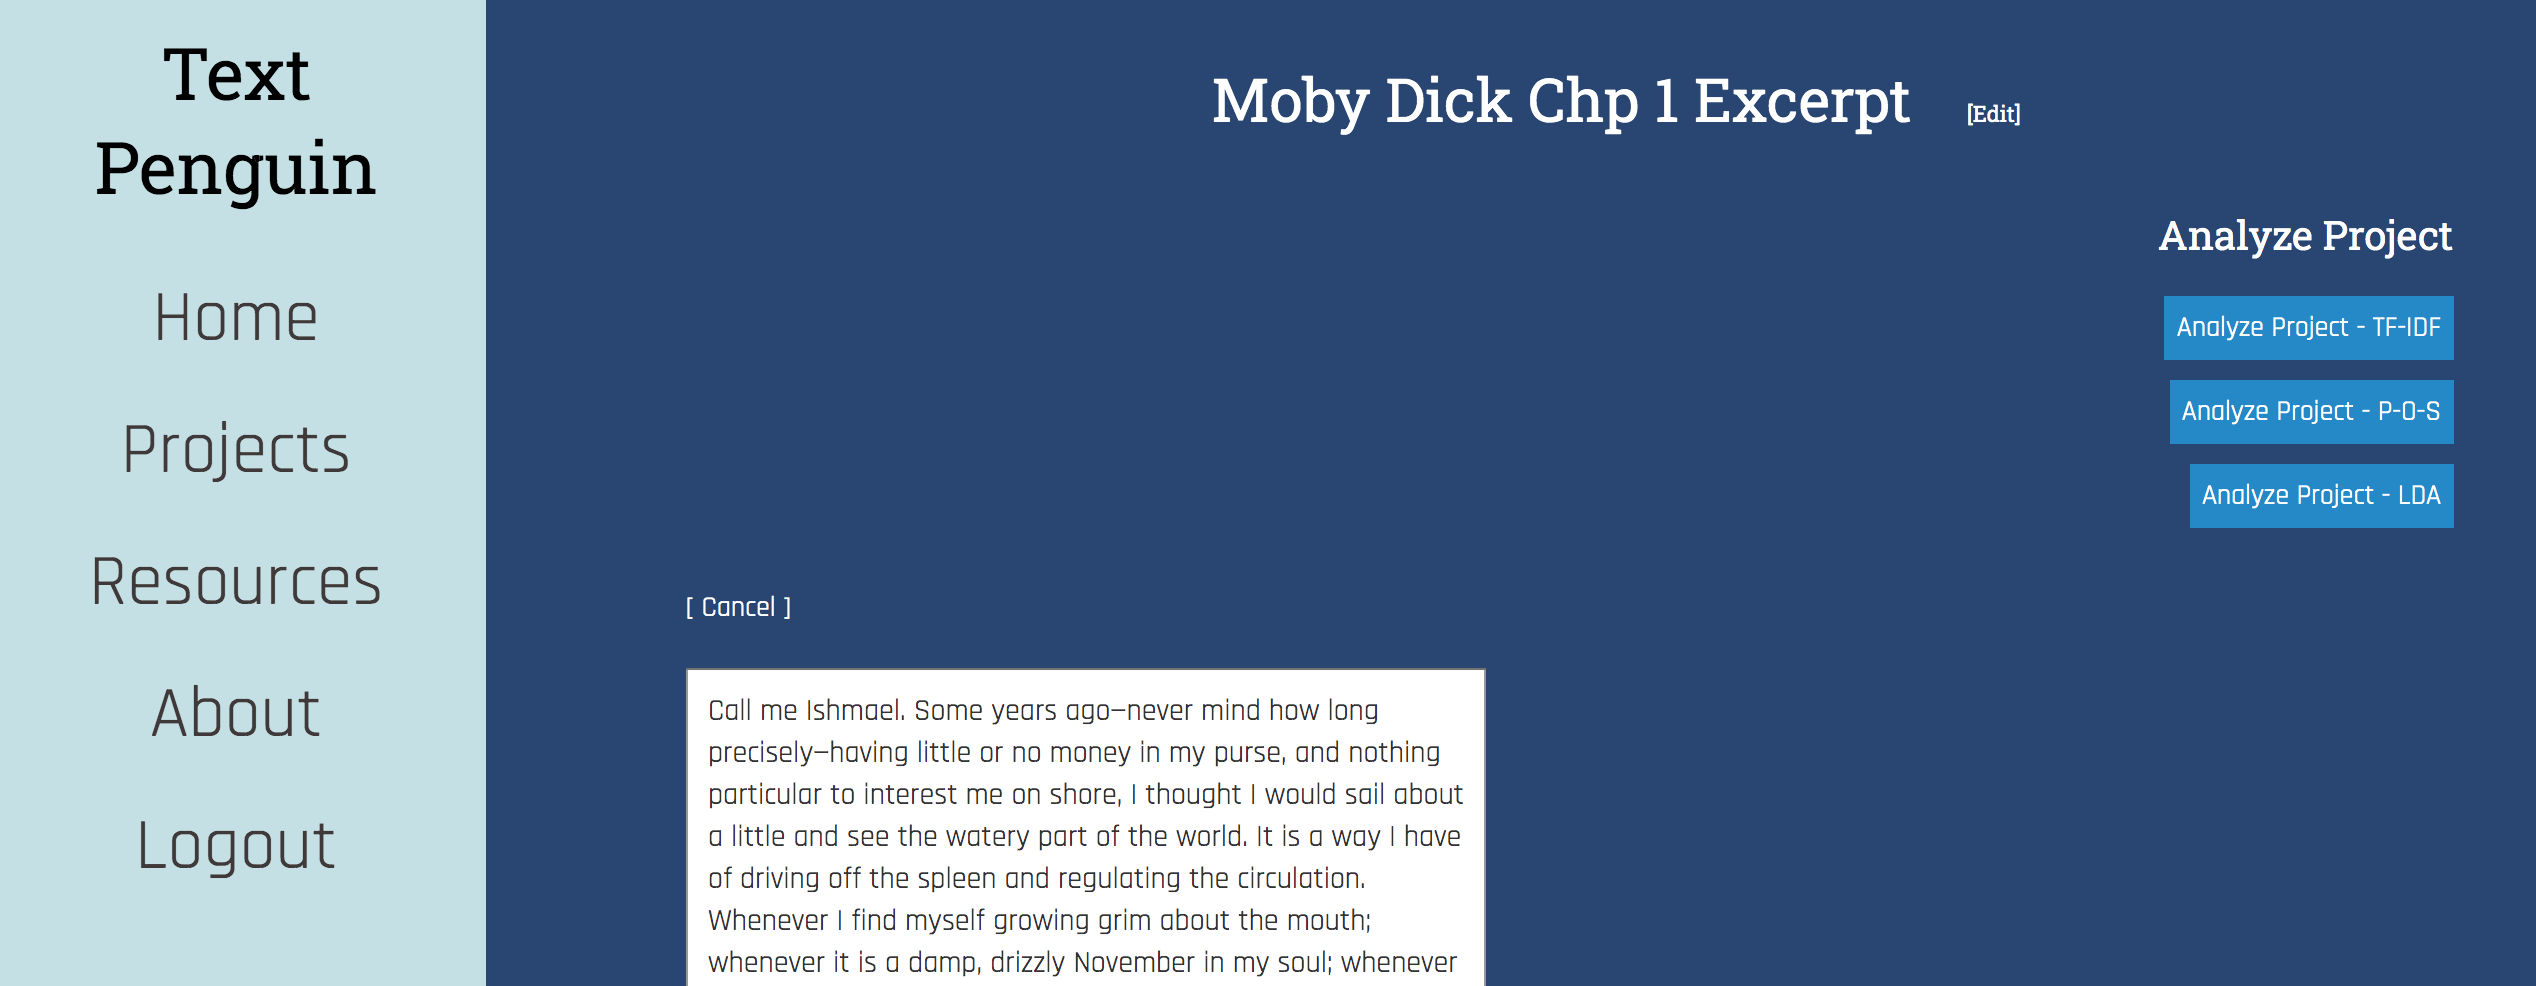 Text
Penguin
Home
Projects
Resources
About
Logout
Moby Dick Chp 1 Excerpt [Edit]
Analyze Project
Analyze Project - TF-IDF
Analyze Project - P-O-S
Analyze Project - LDA
[ Cancel ]
Call me Ishmael. Some years ago—never mind how long
precisely—having little or no money in my purse, and nothing
particular to interest me on shore, I thought I would sail about
a little and see the watery part of the world. It is a way I have
of driving off the spleen and regulating the circulation.
Whenever I find myself growing grim about the mouth;
whenever it is a damp, drizzly November in my soul; whenever